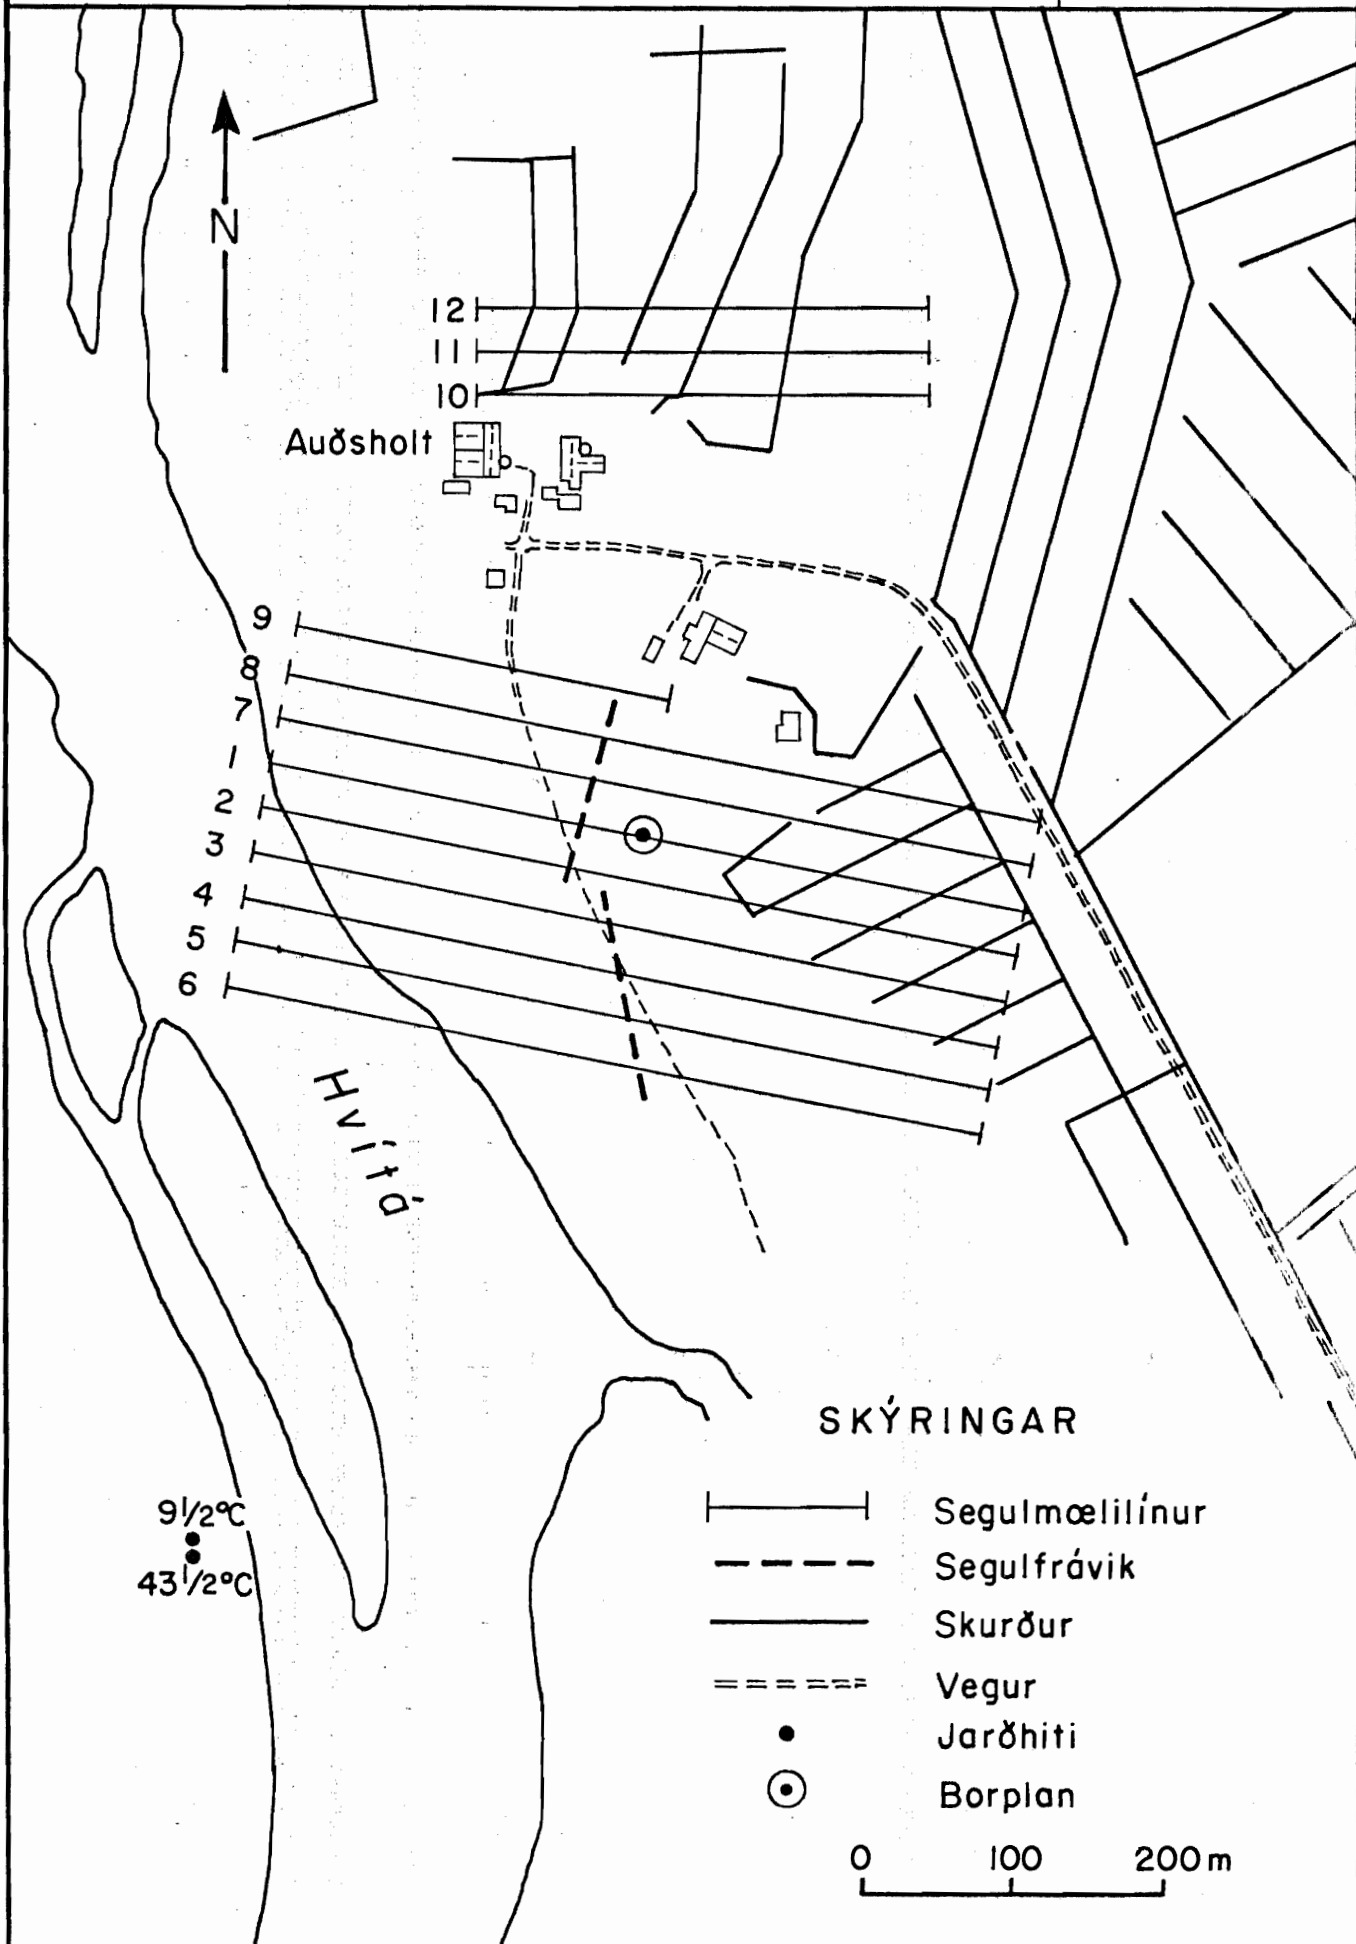 N
12
11
10
Auðsholt
9
8
7
1
2
3
4
5
6
Hvítá
9 1/2°C
43 1/2°C
SKÝRINGAR
Segulmælilínur
Segulfrávik
Skurður
Vegur
Jarðhiti
Borplan
0 100 200 m